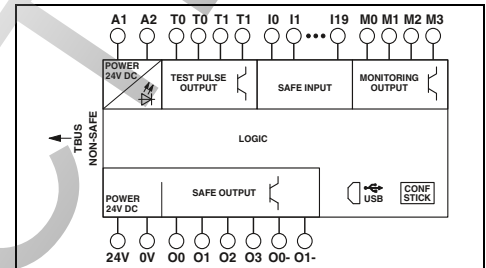 A1 A2 T0 T0 T1 T1 I0 I1 I19 M0 M1 M2 M3
POWER
24V DC
TEST PULSE
OUTPUT
SAFE INPUT
MONITORING
OUTPUT
TBUS
NON-SAFE
LOGIC
POWER
24V DC
SAFE OUTPUT
USB
CONF
STICK
24V 0V O0 O1 O2 O3 O0- O1-